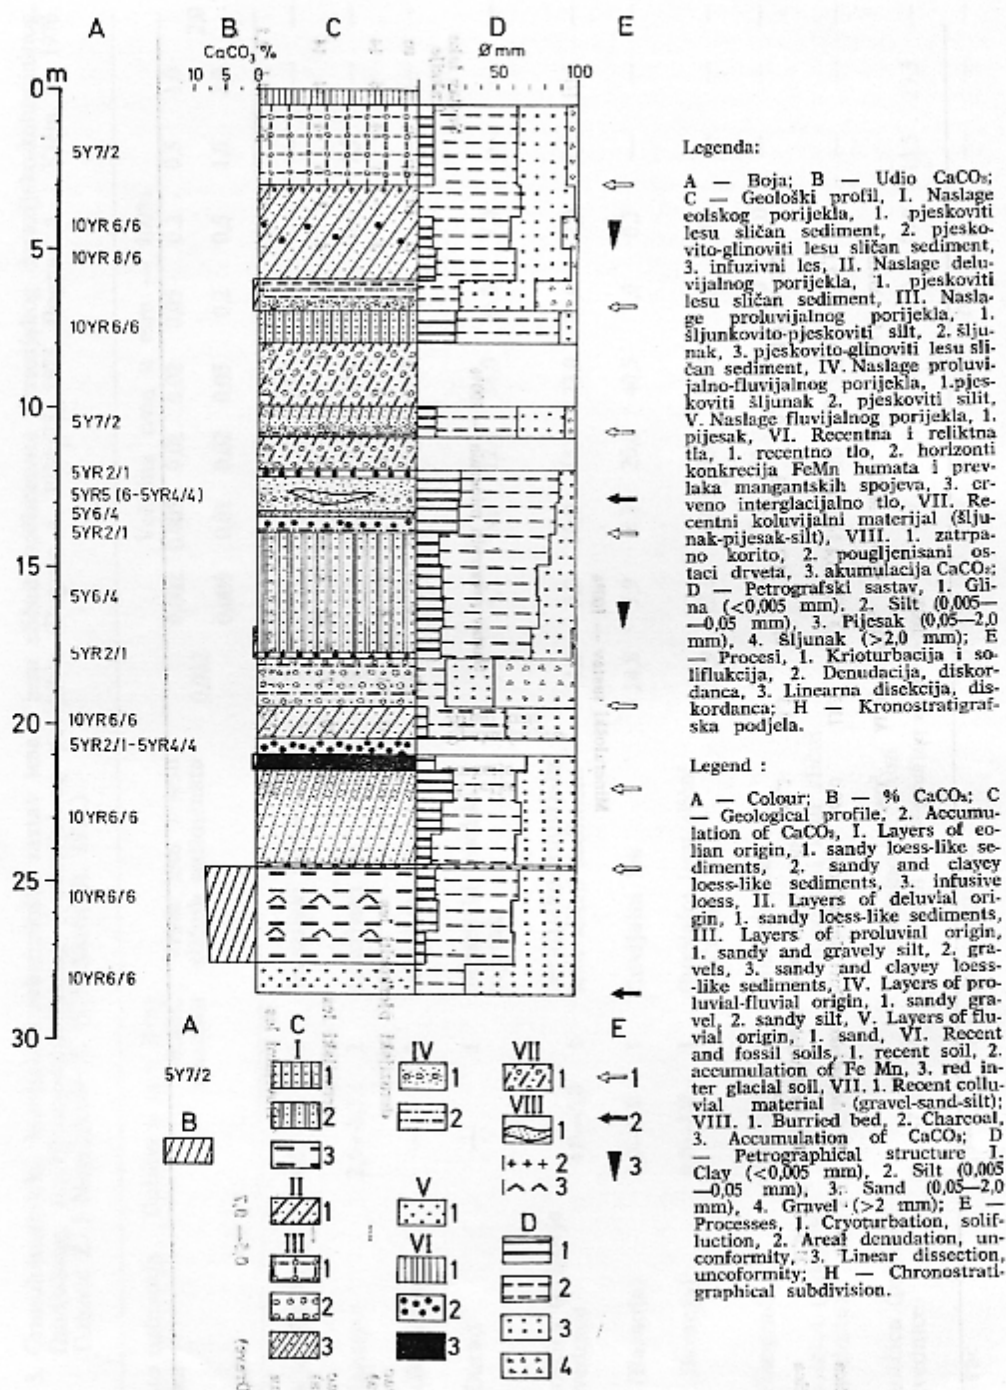 A B C D E
CaCO₃ % Ø mm
m 10 5 0 50 100
0
5Y7/2
10YR6/6
5
10YR8/6
10YR6/6
10
5Y7/2
5YR2/1
5YR5 (6-5YR4/4)
5Y6/4
5YR2/1
15
5Y6/4
5YR2/1
20
10YR6/6
5YR2/1-5YR4/4
10YR6/6
25
10YR6/6
10YR6/6
30
A C E
I IV VII
5Y7/2 1 1 1 1
B 2 2 VIII 2
3 1
2
3 3
II V
1 1 D
III VI 1
1 1 2
2 2 3
3 3 4
Legenda:
A — Boja; B — Udio CaCO₃;
C — Geološki profil, I. Naslage
eolskog porijekla, 1. pjeskoviti
lesu sličan sediment, 2. pjesko-
vito-glinoviti lesu sličan sediment,
3. infuzivni les, II. Naslage delu-
vijalnog porijekla, 1. pjeskoviti
lesu sličan sediment, III. Nasla-
ge proluvijalnog porijekla, 1.
šljunkovito-pjeskoviti silt, 2. šlju-
nak, 3. pjeskovito-glinoviti lesu sli-
čan sediment, IV. Naslage proluvi-
jalno-fluvijalnog porijekla, 1.pjes-
koviti šljunak 2. pjeskoviti silit,
V. Naslage fluvijalnog porijekla, 1.
pijesak, VI. Recentna i reliktna
tla, 1. recentno tlo, 2. horizonti
konkrecija FeMn humata i prev-
laka mangantskih spojeva, 3. cr-
veno interglacijalno tlo, VII. Re-
centni koluvijalni materijal (šlju-
nak-pijesak-silt), VIII. 1. zatrpa-
no korito, 2. pougljenisani os-
taci drveta, 3. akumulacija CaCO₃;
D — Petrografski sastav, 1. Gli-
na (<0,005 mm). 2. Silt (0,005—
—0,05 mm), 3. Pijesak (0,05—2,0
mm), 4. Šljunak (>2,0 mm); E
— Procesi, 1. Krioturbacija i so-
liflukcija, 2. Denudacija, diskor-
danca, 3. Linearna disekcija, dis-
kordanca; H — Kronostratigraf-
ska podjela.
Legend :
A — Colour; B — % CaCO₃; C
— Geological profile, 2. Accumu-
lation of CaCO₃, I. Layers of eo-
lian origin, 1. sandy loess-like se-
diments, 2. sandy and clayey
loess-like sediments, 3. infusive
loess, II. Layers of deluvial ori-
gin, 1. sandy loess-like sediments,
III. Layers of proluvial origin,
1. sandy and gravely silt, 2. gra-
vels, 3. sandy and clayey loess-
-like sediments, IV. Layers of pro-
luvial-fluvial origin, 1. sandy gra-
vel, 2. sandy silt, V. Layers of flu-
vial origin, 1. sand, VI. Recent
and fossil soils, 1. recent soil, 2.
accumulation of Fe Mn, 3. red in-
ter glacial soil, VII. 1. Recent collu-
vial material (gravel-sand-silt);
VIII. 1. Burried bed, 2. Charcoal,
3. Accumulation of CaCO₃; D
— Petrographical structure 1.
Clay (<0,005 mm), 2. Silt (0,005
—0,05 mm), 3. Sand (0,05—2,0
mm), 4. Gravel (>2 mm); E —
Processes, 1. Cryoturbation, solif-
luction, 2. Areal denudation, un-
conformity, 3. Linear dissection,
uncoformity; H — Chronostrati-
graphical subdivision.